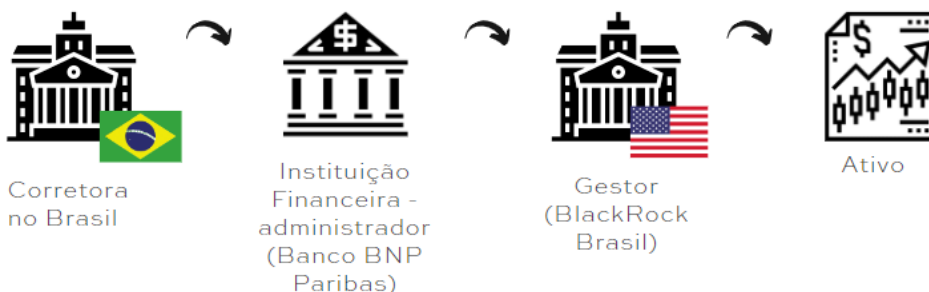 Corretora
no Brasil
$
Instituição
Financeira -
administrador
(Banco BNP
Paribas)
Gestor
(BlackRock
Brasil)
$
Ativo